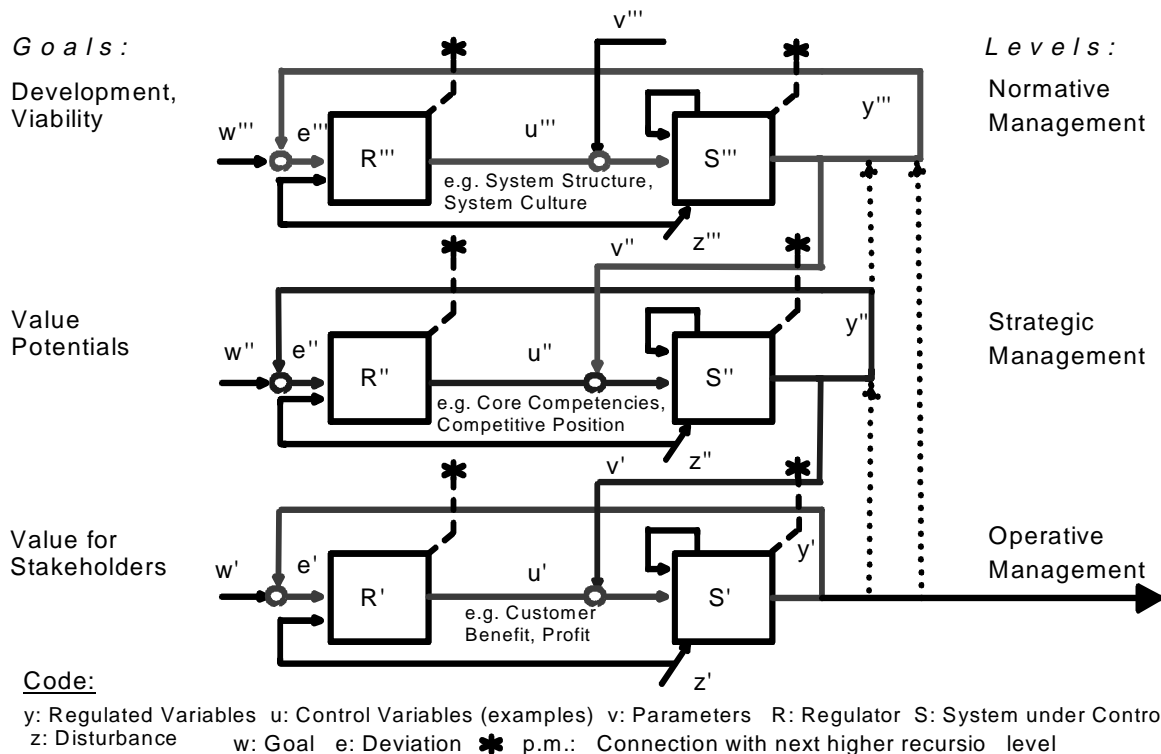 v'''
Goals:
Levels:
Development,
Viability
Normative
Management
w'''
e'''
R'''
u'''
S'''
y'''
e.g. System Structure,
System Culture
z'''
v''
Value
Potentials
Strategic
Management
w''
e''
R''
u''
S''
y''
e.g. Core Competencies,
Competitive Position
z''
v'
Value for
Stakeholders
Operative
Management
w'
e'
R'
u'
S'
y'
e.g. Customer
Benefit, Profit
z'
Code:
y: Regulated Variables u: Control Variables (examples) v: Parameters R: Regulator S: System under Contro
z: Disturbance w: Goal e: Deviation ✱ p.m.: Connection with next higher recursio level